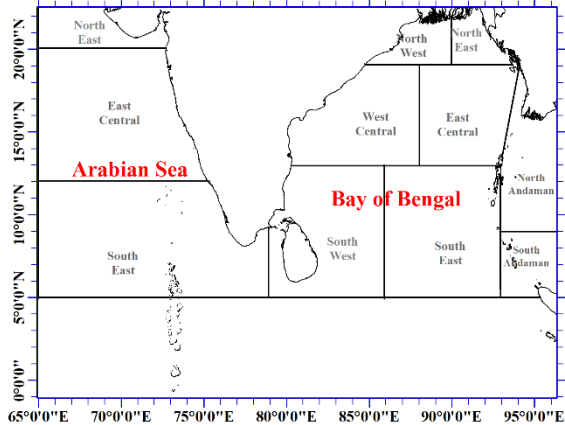 North
East
North
West
North
East
East
Central
West
Central
East
Central
Arabian Sea
Bay of Bengal
North
Andaman
South
East
South
West
South
East
South
Andaman
20°0'0"N
15°0'0"N
10°0'0"N
5°0'0"N
0°0'0"
65°0'0"E
70°0'0"E
75°0'0"E
80°0'0"E
85°0'0"E
90°0'0"E
95°0'0"E